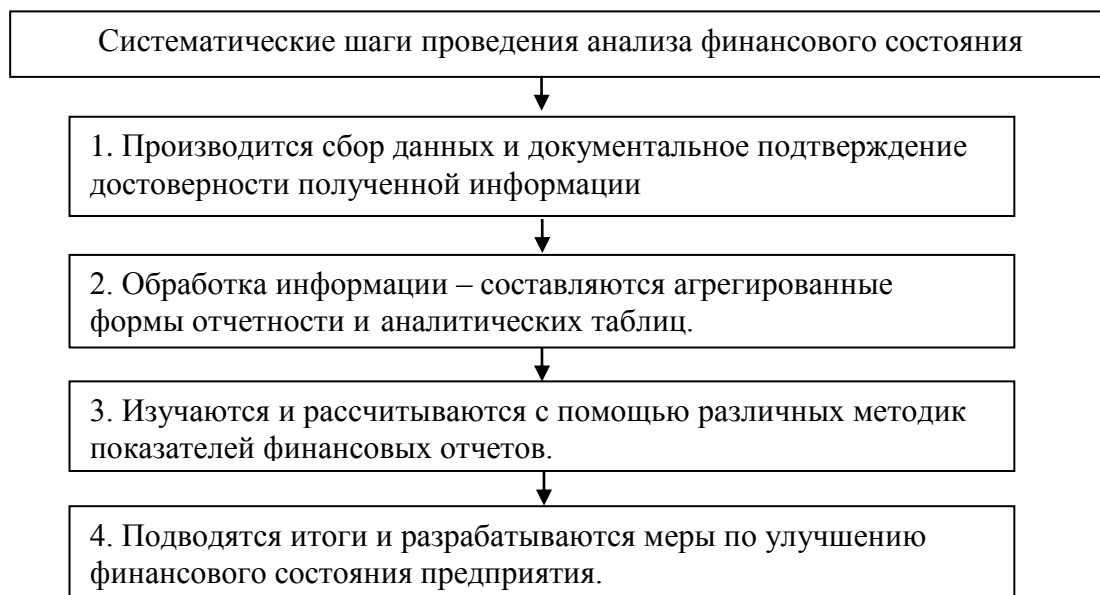 Систематические шаги проведения анализа финансового состояния
1. Производится сбор данных и документальное подтверждение
достоверности полученной информации
2. Обработка информации – составляются агрегированные
формы отчетности и аналитических таблиц.
3. Изучаются и рассчитываются с помощью различных методик
показателей финансовых отчетов.
4. Подводятся итоги и разрабатываются меры по улучшению
финансового состояния предприятия.